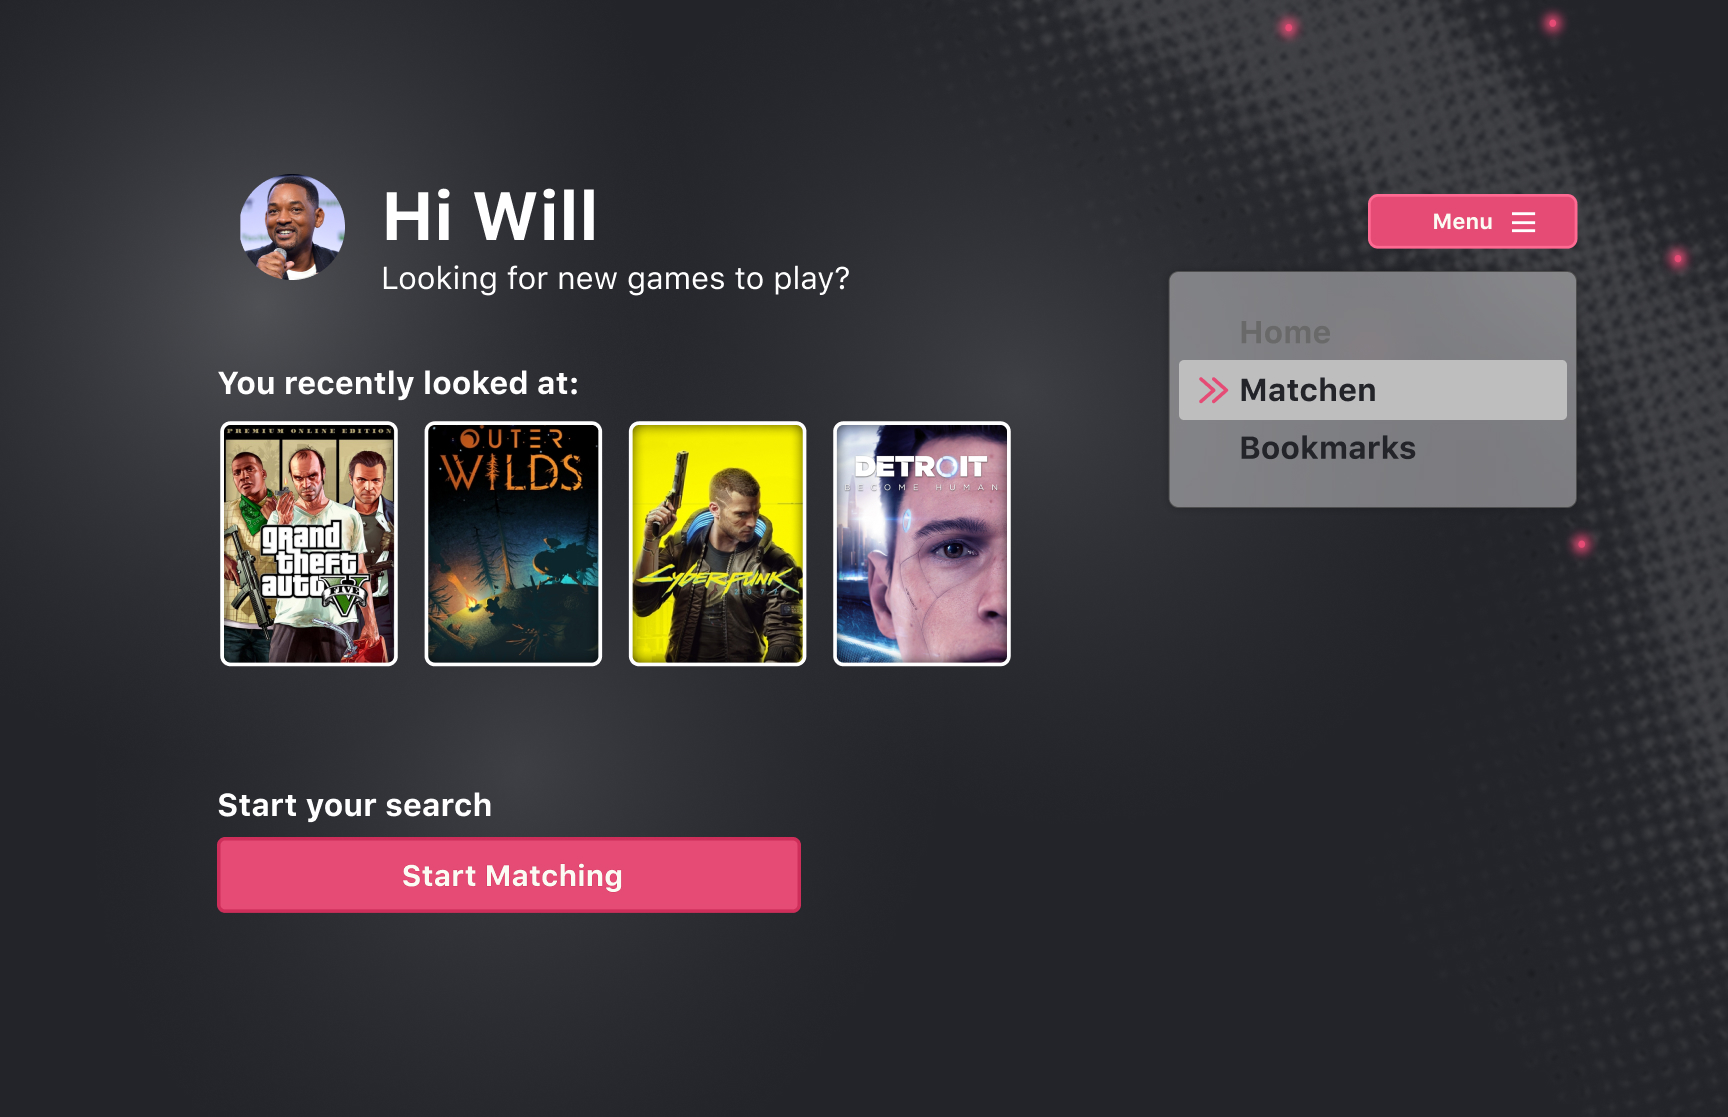 Hi Will
Looking for new games to play?
Menu
Home
Matchen
Bookmarks
You recently looked at:
PREMIUM ONLINE EDITION
grand
theft
auto
FIVE
V
OUTER
WILDS
Cyberpunk
2077
DETROIT
BECOME HUMAN
Start your search
Start Matching